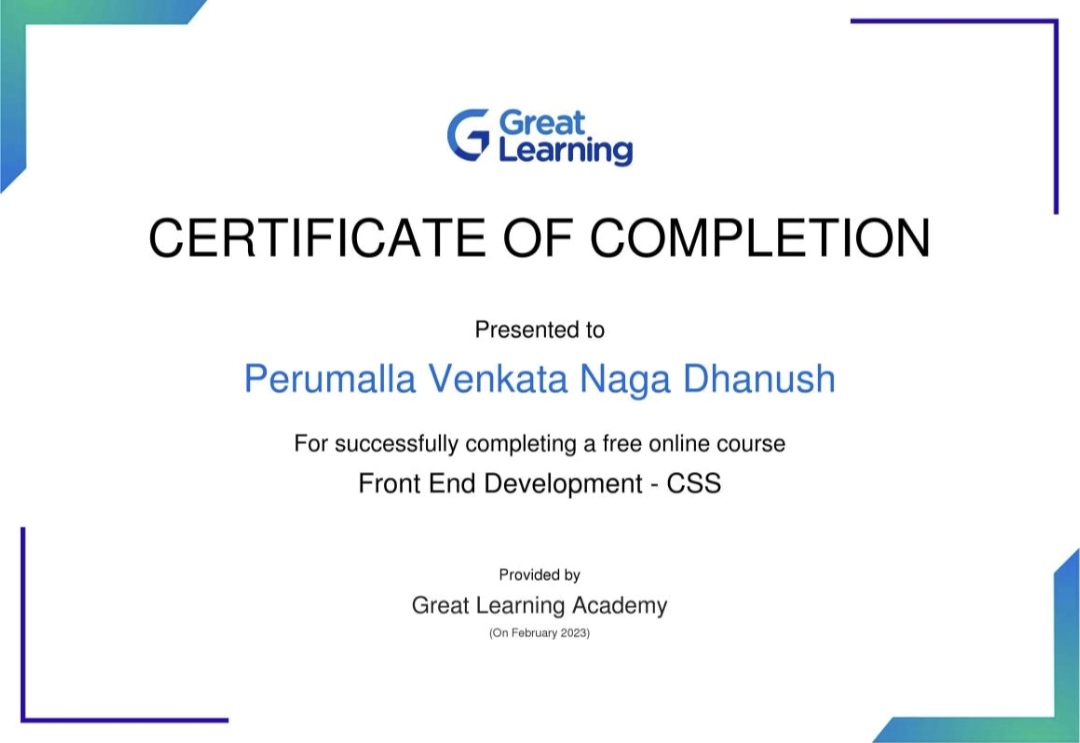 Great
Learning
CERTIFICATE OF COMPLETION
Presented to
Perumalla Venkata Naga Dhanush
For successfully completing a free online course
Front End Development - CSS
Provided by
Great Learning Academy
(On February 2023)